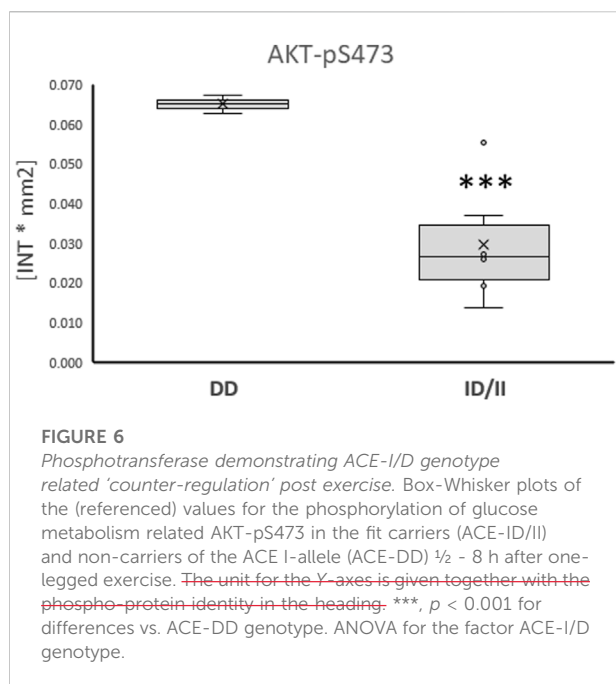 AKT-pS473
[INT * mm2]
0.070
0.060
0.050
0.040
0.030
0.020
0.010
0.000
***
DD
ID/II
FIGURE 6
Phosphotransferase demonstrating ACE-I/D genotype
related ‘counter-regulation’ post exercise. Box-Whisker plots of
the (referenced) values for the phosphorylation of glucose
metabolism related AKT-pS473 in the fit carriers (ACE-ID/II)
and non-carriers of the ACE I-allele (ACE-DD) ½ - 8 h after one-
legged exercise. The unit for the Y-axes is given together with the
phospho-protein identity in the heading. ***, p < 0.001 for
differences vs. ACE-DD genotype. ANOVA for the factor ACE-I/D
genotype.